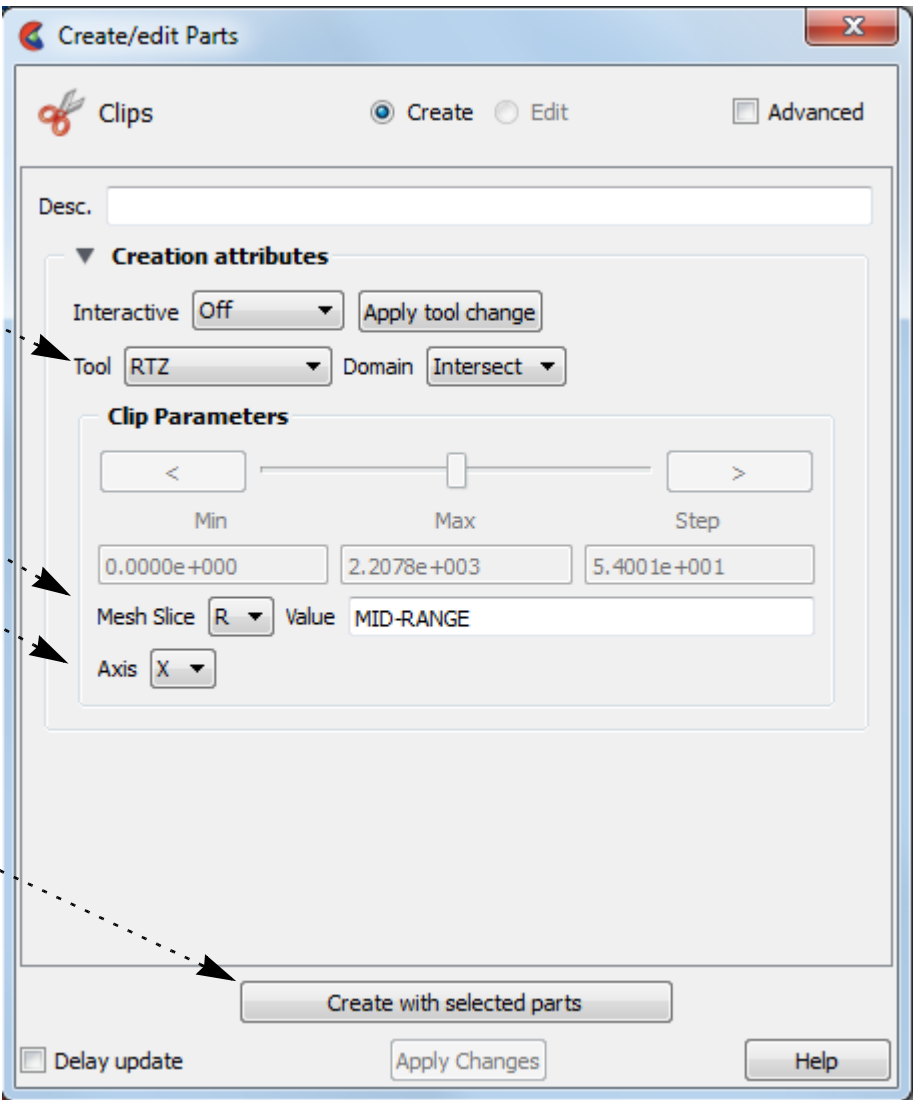 Create/edit Parts
Clips Create Edit Advanced
Desc.
Creation attributes
Interactive Off Apply tool change
Tool RTZ Domain Intersect
Clip Parameters
< >
Min Max Step
0.0000e+000 2.2078e+003 5.4001e+001
Mesh Slice R Value MID-RANGE
Axis X
Create with selected parts
Delay update Apply Changes Help